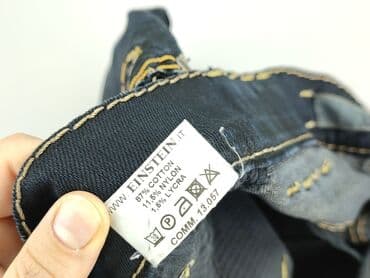 WWW.EINSTEIN.IT
87% COTTON
11,5% NYLON
1,5% LYCRA
COMM 13.057